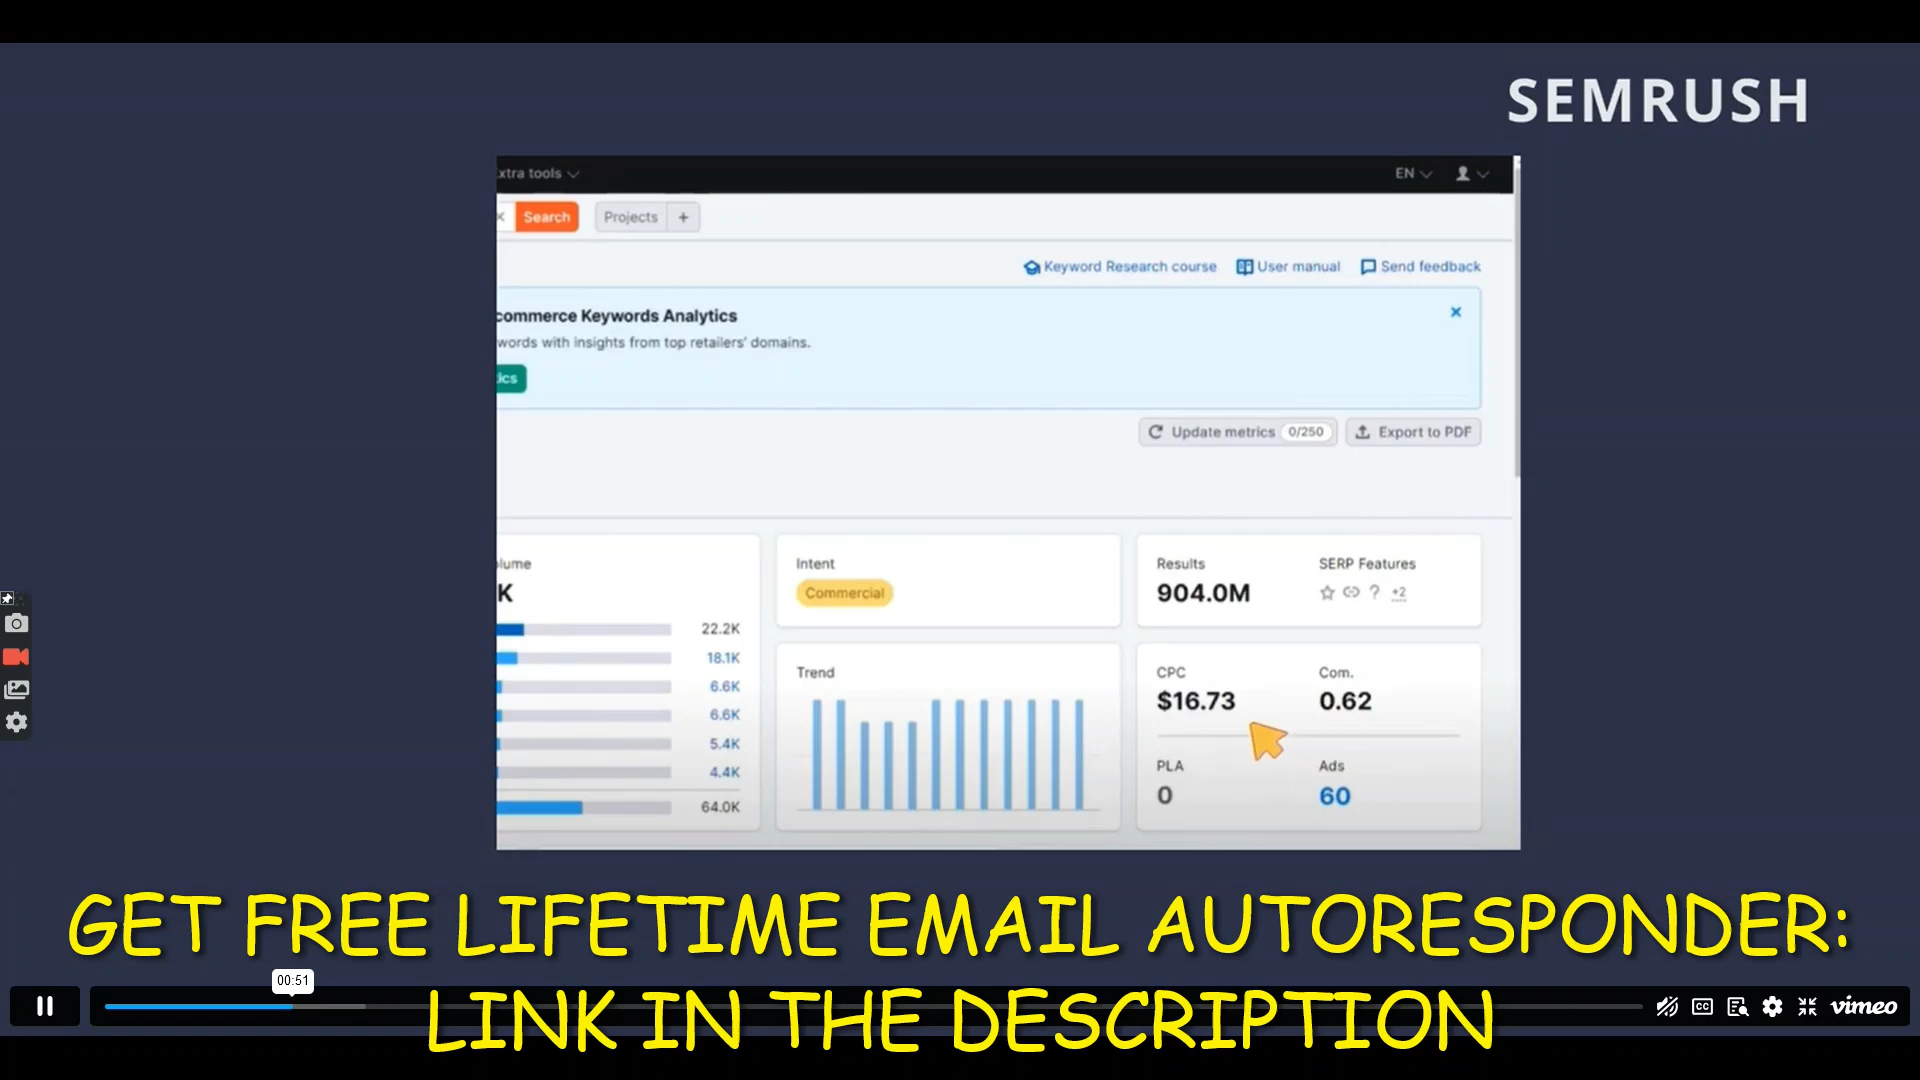 SEMRUSH
xtra tools
EN
Search
Projects +
Keyword Research course
User manual
Send feedback
commerce Keywords Analytics
words with insights from top retailers' domains.
ics
Update metrics 0/250
Export to PDF
lume
K
22.2K
18.1K
6.6K
6.6K
5.4K
4.4K
64.0K
Intent
Commercial
Trend
Results
904.0M
SERP Features
+2
CPC
$16.73
Com.
0.62
PLA
0
Ads
60
GET FREE LIFETIME EMAIL AUTORESPONDER:
00:51
LINK IN THE DESCRIPTION
CC
vimeo